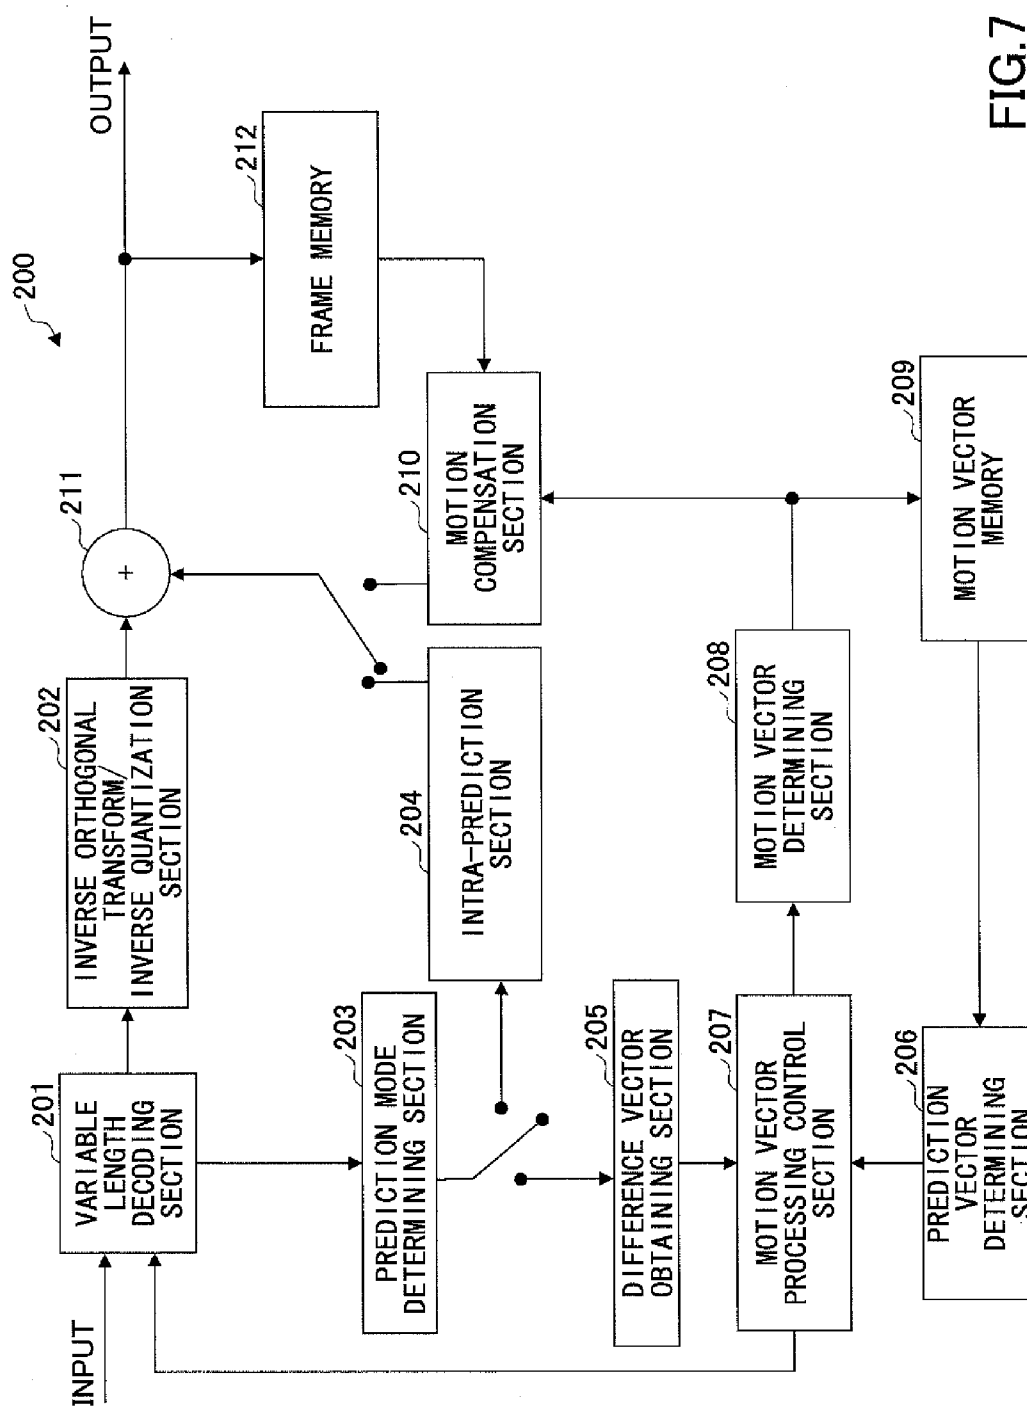 200
INPUT
OUTPUT
201
VARIABLE
LENGTH
DECODING
SECTION
202
INVERSE ORTHOGONAL
TRANSFORM/
INVERSE QUANTIZATION
SECTION
211
+
203
PREDICTION MODE
DETERMINING SECTION
204
INTRA-PREDICTION
SECTION
210
MOTION
COMPENSATION
SECTION
212
FRAME MEMORY
205
DIFFERENCE VECTOR
OBTAINING SECTION
207
MOTION VECTOR
PROCESSING CONTROL
SECTION
208
MOTION VECTOR
DETERMINING
SECTION
206
PREDICTION
VECTOR
DETERMINING
SECTION
209
MOTION VECTOR
MEMORY
FIG.7